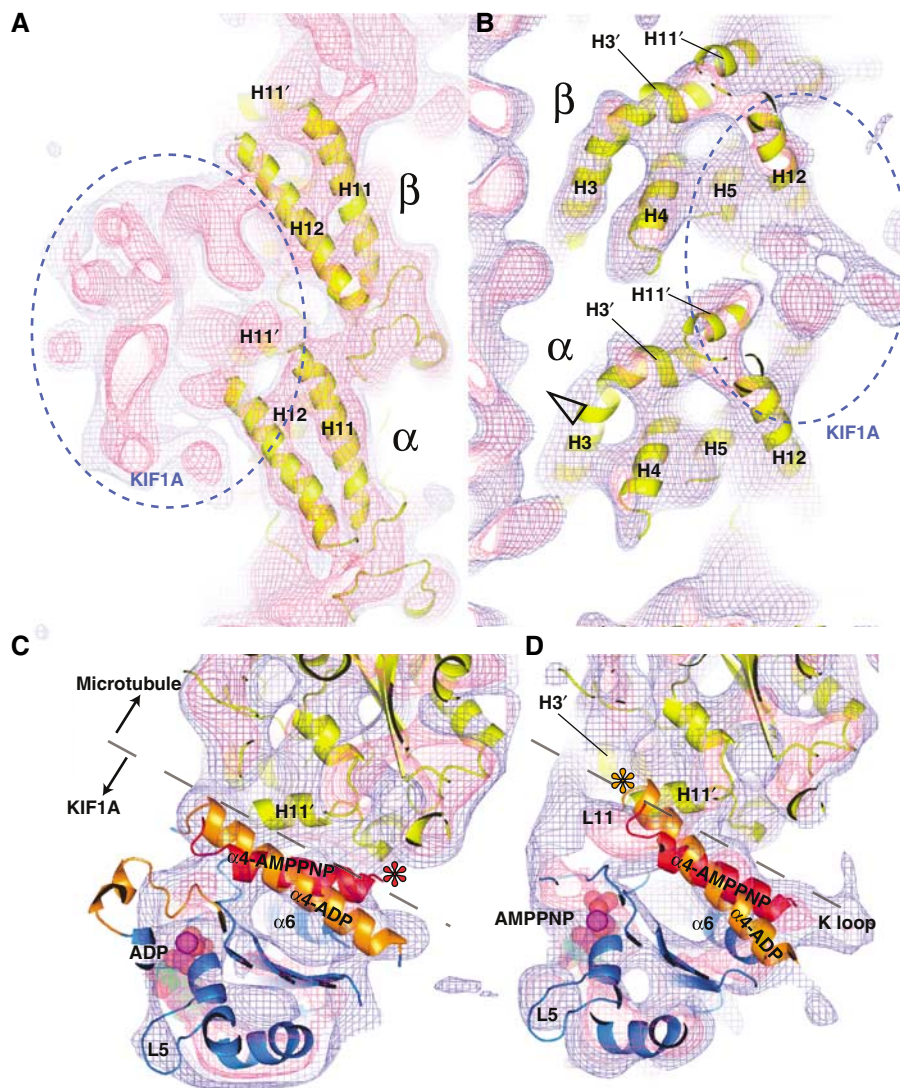 A
H11′
β
H11
H12
H11′
H12
H11
α
KIF1A
B
H11′
H3′
β
H3
H4
H5
H12
H11′
H3′
α
H3
H4
H5
H12
KIF1A
C
Microtubule
KIF1A
H11′
α4-AMPPNP
*
α4-ADP
α6
ADP
L5
D
H3′
*
H11′
L11
α4-AMPPNP
AMPPNP
α6
α4-ADP
K loop
L5